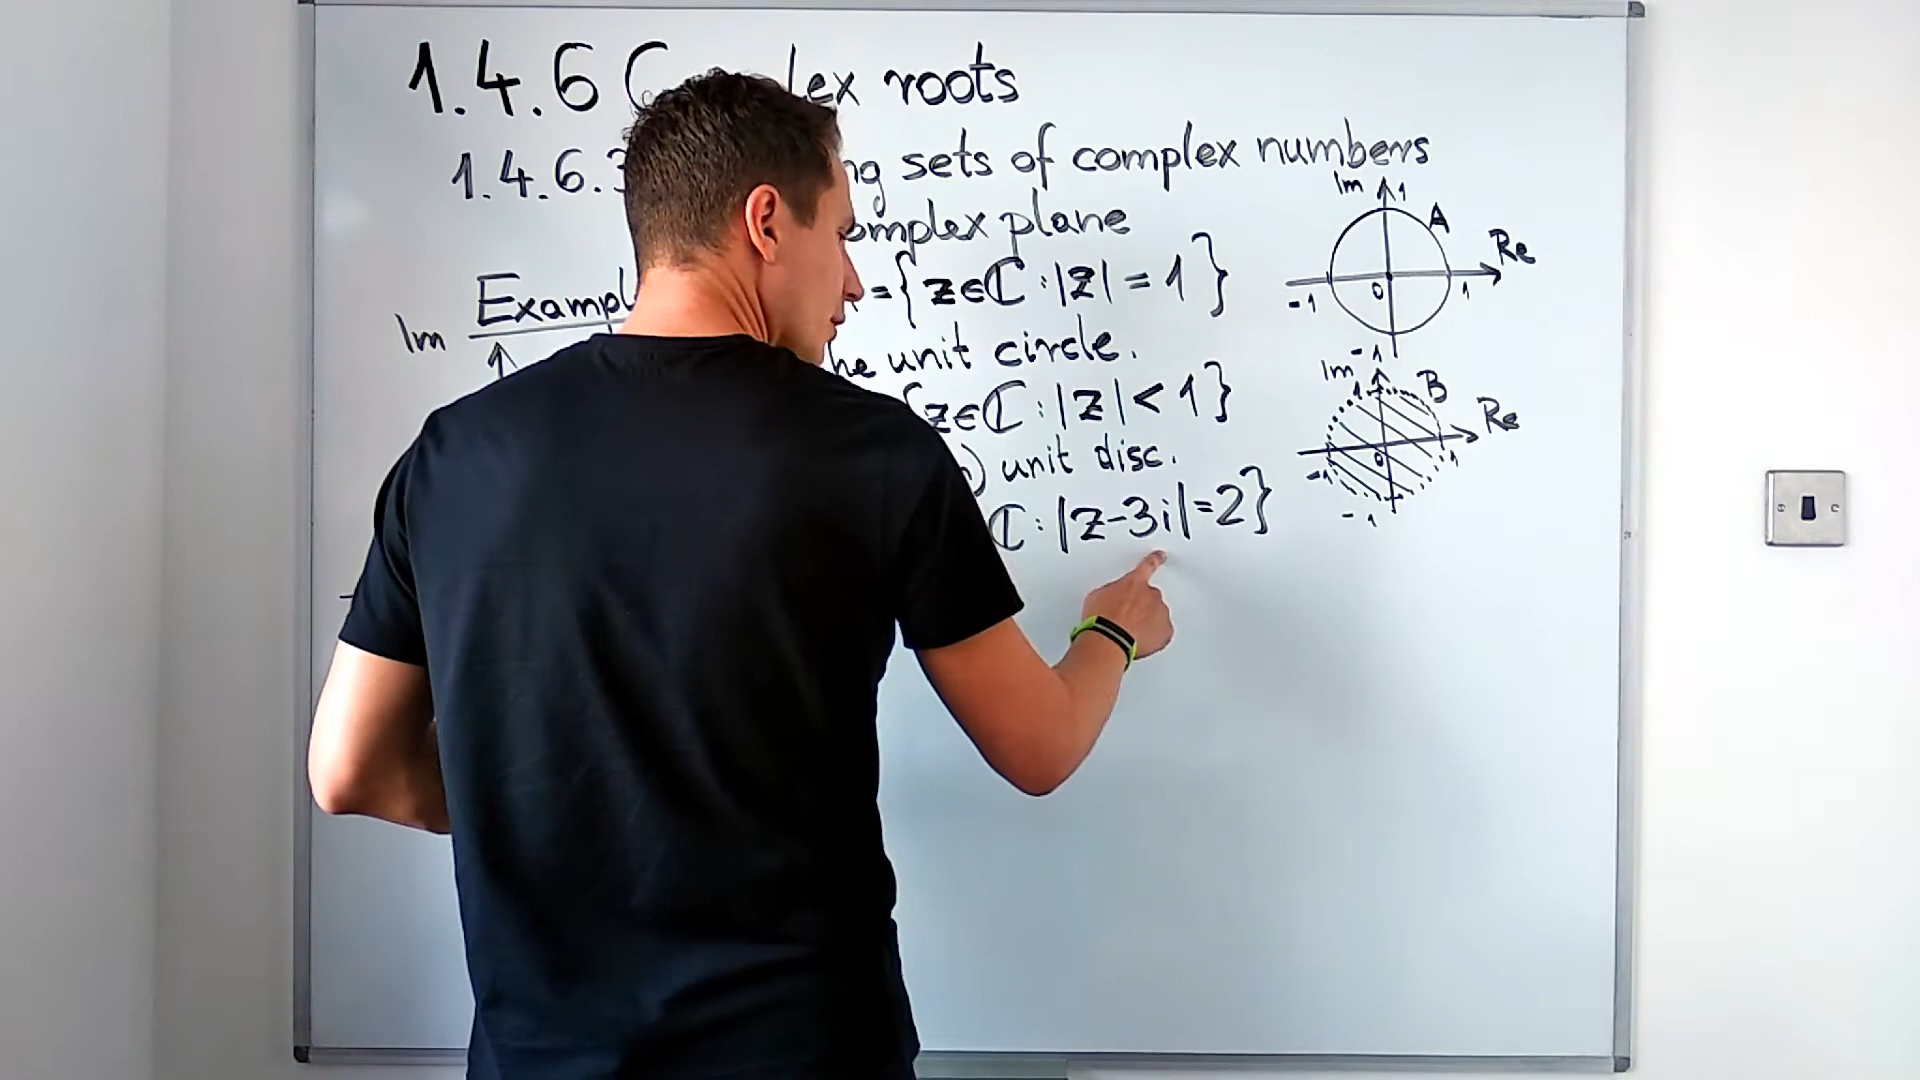 1.4.6 C lex roots
1.4.6.3 ng sets of complex numbers
omplex plane
Exampl = {z∈ℂ : |z| = 1}
he unit circle.
{z∈ℂ : |z| < 1}
) unit disc.
ℂ : |z-3i| = 2}
Im
Im 1
A
Re
-1 0 1
-1
Im
1 B
Re
-1 0 1
-1